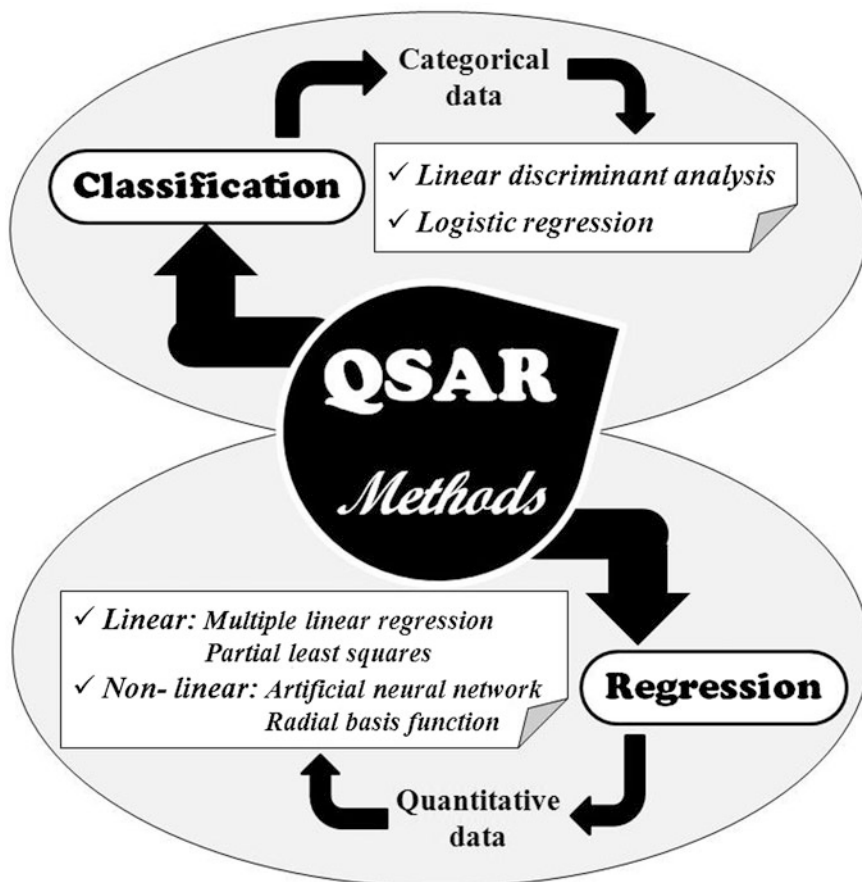 Categorical
data
Classification
✓ Linear discriminant analysis
✓ Logistic regression
QSAR
Methods
✓ Linear: Multiple linear regression
Partial least squares
✓ Non- linear: Artificial neural network
Radial basis function
Regression
Quantitative
data